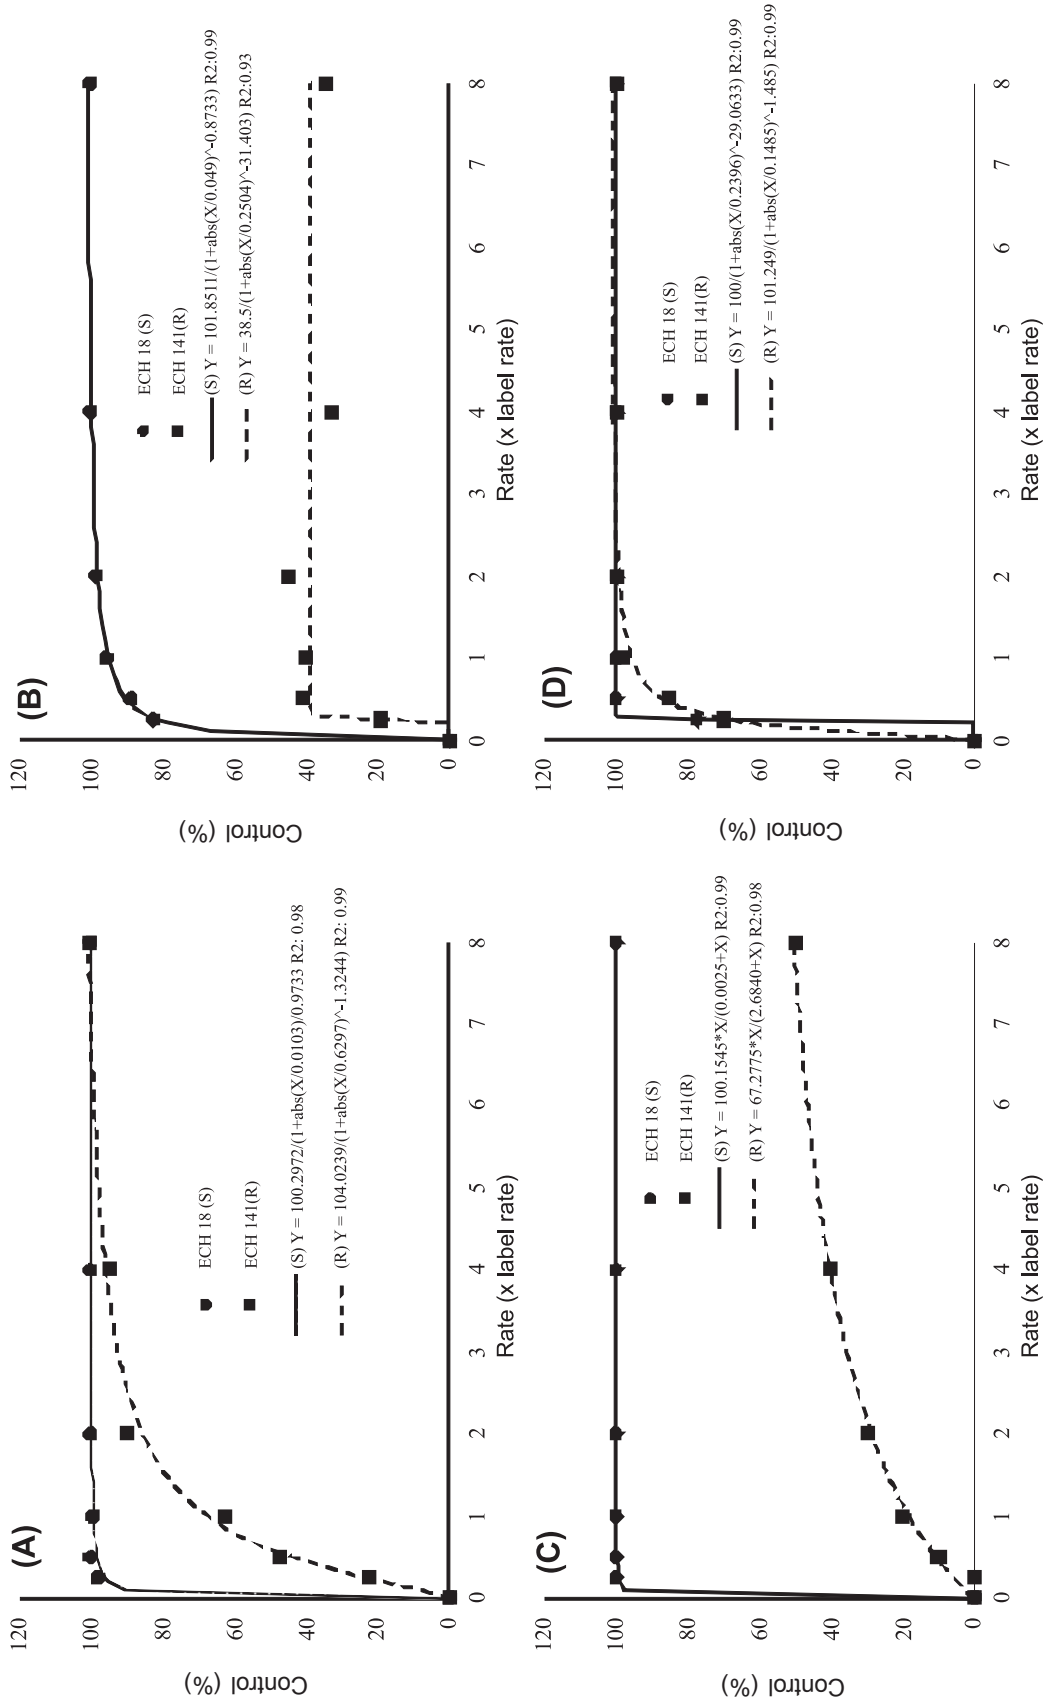 (A)
120
100
80
60
40
20
0
Control (%)
ECH 18 (S)
ECH 141(R)
(S) Y = 100.2972/(1+abs(X/0.0103)/0.9733 R2: 0.98
(R) Y = 104.0239/(1+abs(X/0.6297)^-1.3244) R2: 0.99
0 1 2 3 4 5 6 7 8
Rate (x label rate)
(B)
120
100
80
60
40
20
0
Control (%)
ECH 18 (S)
ECH 141(R)
(S) Y = 101.8511/(1+abs(X/0.049)^-0.8733) R2:0.99
(R) Y = 38.5/(1+abs(X/0.2504)^-31.403) R2:0.93
0 1 2 3 4 5 6 7 8
Rate (x label rate)
(C)
120
100
80
60
40
20
0
Control (%)
ECH 18 (S)
ECH 141(R)
(S) Y = 100.1545*X/(0.0025+X) R2:0.99
(R) Y = 67.2775*X/(2.6840+X) R2:0.98
0 1 2 3 4 5 6 7 8
Rate (x label rate)
(D)
120
100
80
60
40
20
0
Control (%)
ECH 18 (S)
ECH 141(R)
(S) Y = 100/(1+abs(X/0.2396)^-29.0633) R2:0.99
(R) Y = 101.249/(1+abs(X/0.1485)^-1.485) R2:0.99
0 1 2 3 4 5 6 7 8
Rate (x label rate)